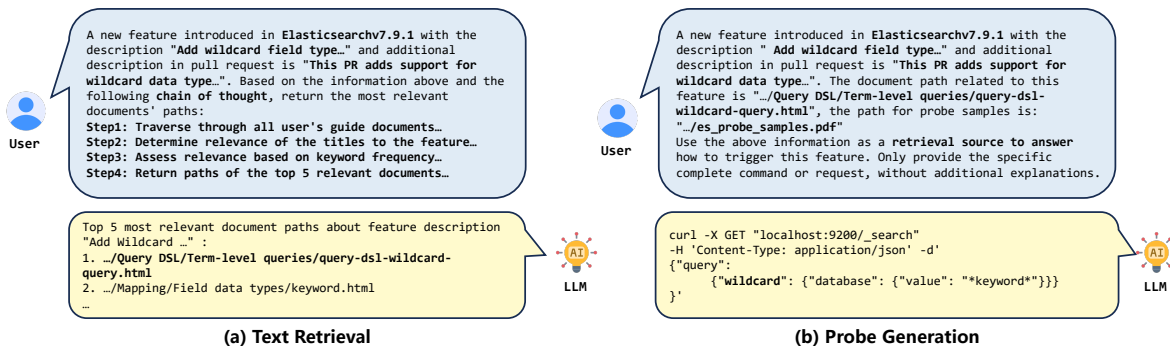 A new feature introduced in Elasticsearchv7.9.1 with the
description "Add wildcard field type…" and additional
description in pull request is "This PR adds support for
wildcard data type…". Based on the information above and the
following chain of thought, return the most relevant
documents' paths:
Step1: Traverse through all user's guide documents…
Step2: Determine relevance of the titles to the feature…
Step3: Assess relevance based on keyword frequency…
Step4: Return paths of the top 5 relevant documents…
User
Top 5 most relevant document paths about feature description
"Add Wildcard …" :
1. …/Query DSL/Term-level queries/query-dsl-wildcard-
query.html
2. …/Mapping/Field data types/keyword.html
…
AI
LLM
(a) Text Retrieval
A new feature introduced in Elasticsearchv7.9.1 with the
description " Add wildcard field type…" and additional
description in pull request is "This PR adds support for
wildcard data type…". The document path related to this
feature is "…/Query DSL/Term-level queries/query-dsl-
wildcard-query.html", the path for probe samples is:
"…/es_probe_samples.pdf"
Use the above information as a retrieval source to answer
how to trigger this feature. Only provide the specific
complete command or request, without additional explanations.
User
curl -X GET "localhost:9200/_search"
-H 'Content-Type: application/json' -d'
{"query":
{"wildcard": {"database": {"value": "*keyword*"}}}
}'
AI
LLM
(b) Probe Generation